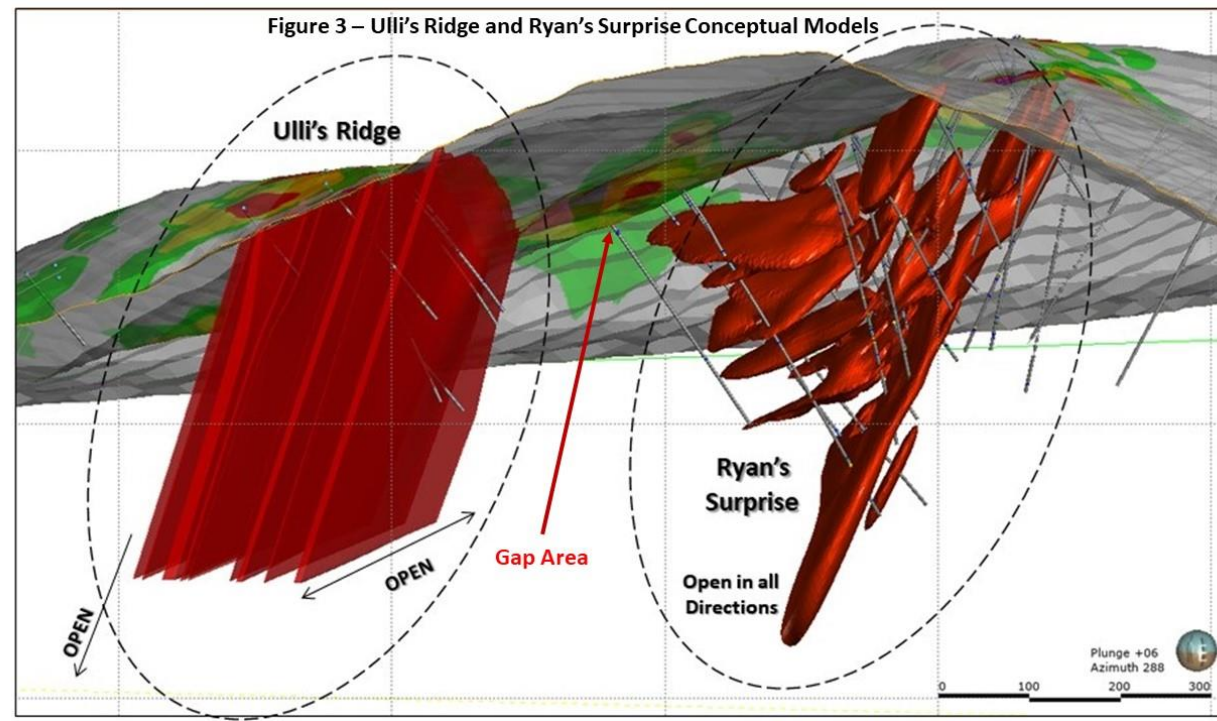 Figure 3 – Ulli's Ridge and Ryan's Surprise Conceptual Models
Ulli's Ridge
Ryan's
Surprise
Gap Area
OPEN
OPEN
Open in all
Directions
Plunge +06
Azimuth 288
0 100 200 300